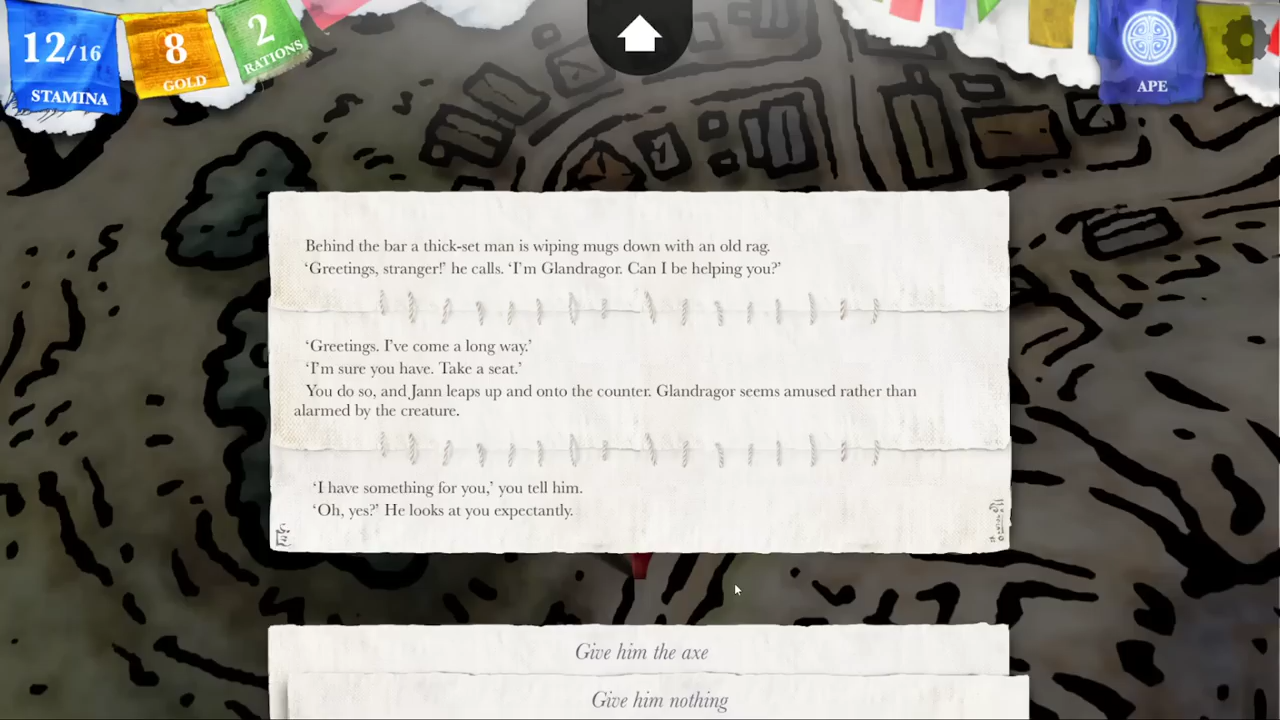 12/16
STAMINA
8
GOLD
2
RATIONS
APE
Behind the bar a thick-set man is wiping mugs down with an old rag.
‘Greetings, stranger!’ he calls. ‘I’m Glandragor. Can I be helping you?’
‘Greetings. I’ve come a long way.’
‘I’m sure you have. Take a seat.’
You do so, and Jann leaps up and onto the counter. Glandragor seems amused rather than
alarmed by the creature.
‘I have something for you,’ you tell him.
‘Oh, yes?’ He looks at you expectantly.
Give him the axe
Give him nothing